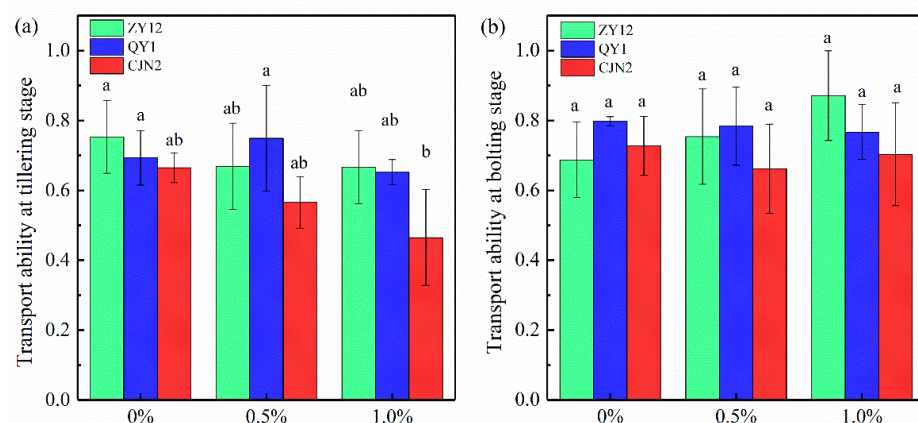 (a)
ZY12
QY1
CJN2
Transport ability at tillering stage
1.0
0.8
0.6
0.4
0.2
0.0
a
a
ab
ab
a
ab
ab
ab
b
0%
0.5%
1.0%
(b)
ZY12
QY1
CJN2
Transport ability at bolting stage
1.0
0.8
0.6
0.4
0.2
0.0
a
a
a
a
a
a
a
a
a
0%
0.5%
1.0%